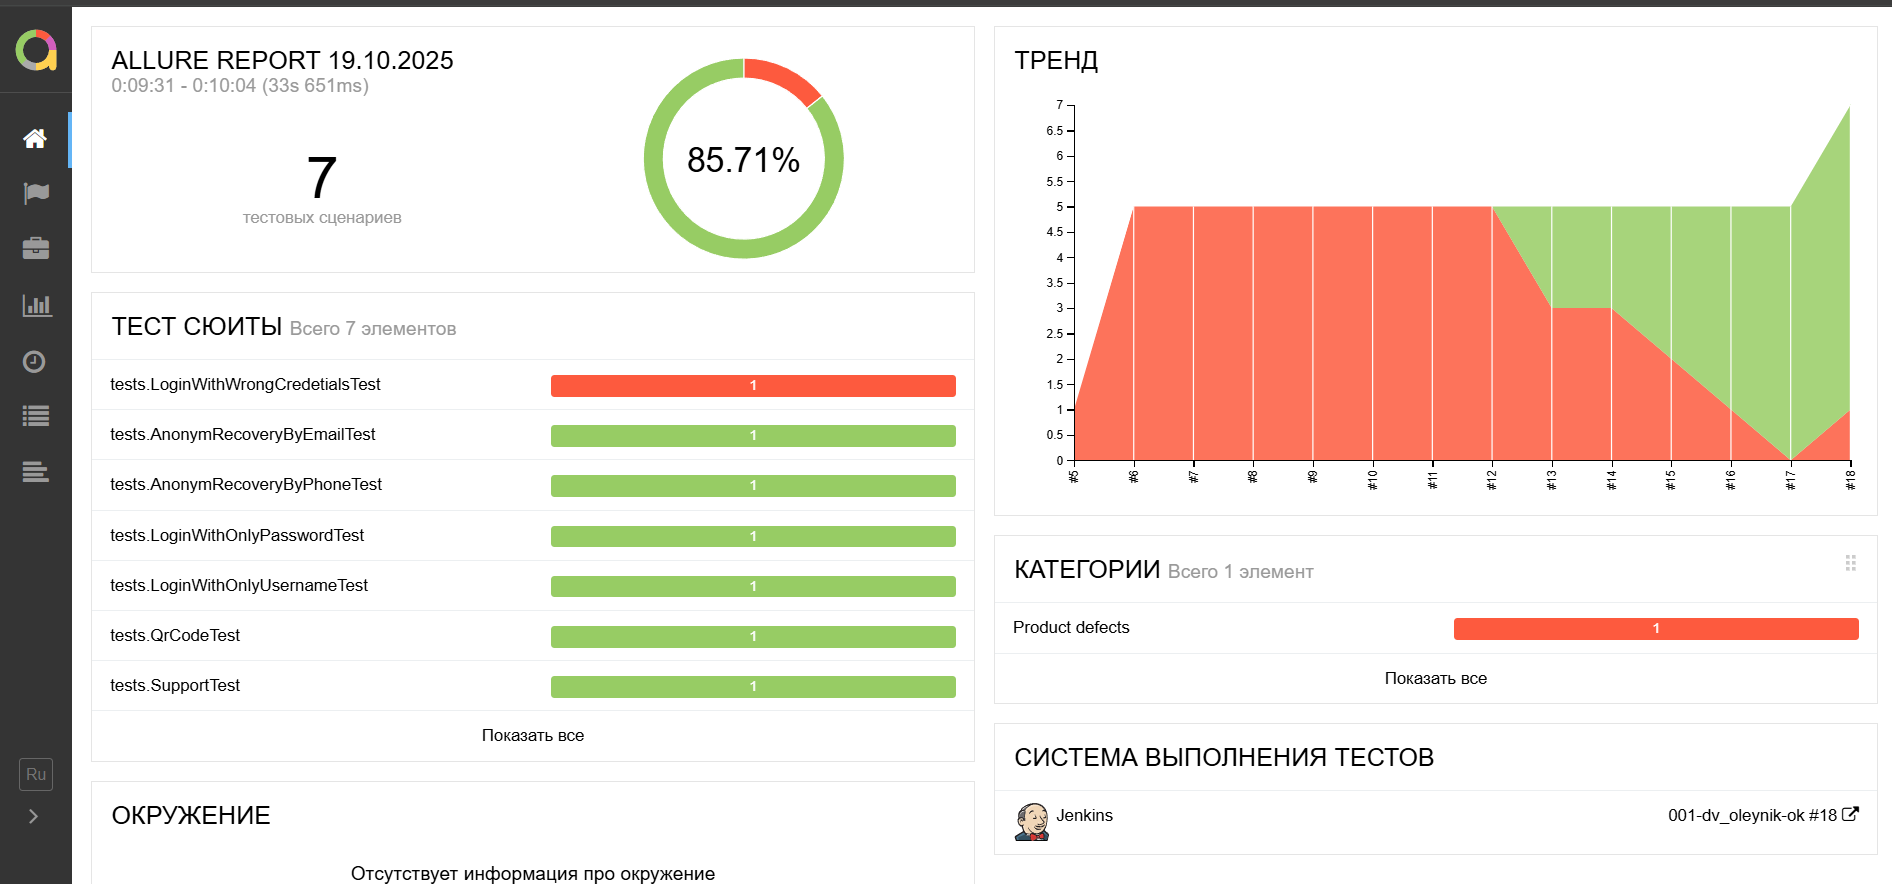 ALLURE REPORT 19.10.2025
0:09:31 - 0:10:04 (33s 651ms)
7
тестовых сценариев
85.71%
ТЕСТ СЮИТЫ Всего 7 элементов
tests.LoginWithWrongCredetialsTest 1
tests.AnonymRecoveryByEmailTest 1
tests.AnonymRecoveryByPhoneTest 1
tests.LoginWithOnlyPasswordTest 1
tests.LoginWithOnlyUsernameTest 1
tests.QrCodeTest 1
tests.SupportTest 1
Показать все
ОКРУЖЕНИЕ
Отсутствует информация про окружение
ТРЕНД
7
6.5
6
5.5
5
4.5
4
3.5
3
2.5
2
1.5
1
0.5
0
#5 #6 #7 #8 #9 #10 #11 #12 #13 #14 #15 #16 #17 #18
КАТЕГОРИИ Всего 1 элемент
Product defects 1
Показать все
СИСТЕМА ВЫПОЛНЕНИЯ ТЕСТОВ
Jenkins 001-dv_oleynik-ok #18
Ru